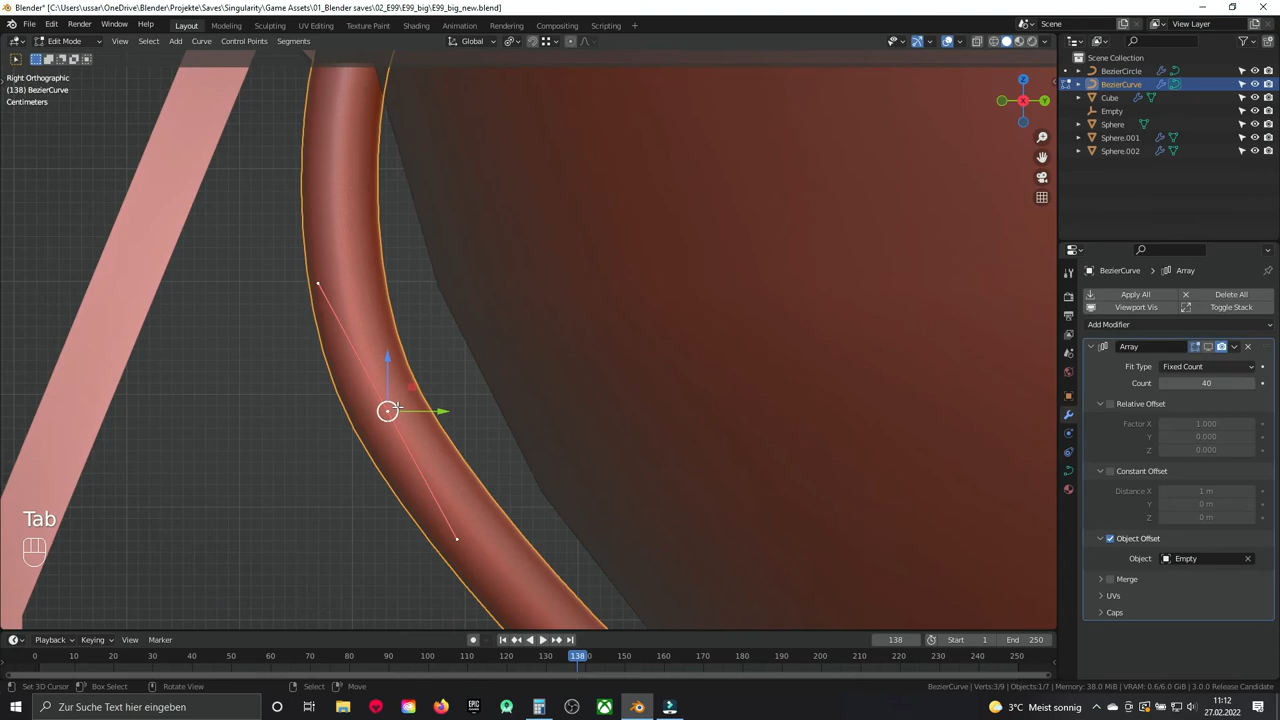 Blender* [C:\Users\ussar\OneDrive\Blender\Projekte\Saves\Singularity\Game Assets\01_Blender saves\02_E99\E99_big\E99_big_new.blend]
File Edit Render Window Help Layout Modeling Sculpting UV Editing Texture Paint Shading Animation Rendering Compositing Scripting Scene View Layer
Edit Mode View Select Add Curve Control Points Segments Global
Right Orthographic
(138) BezierCurve
Centimeters
Z
Y
X
Scene Collection
BezierCircle
BezierCurve
Cube
Empty
Sphere
Sphere.001
Sphere.002
BezierCurve > Array
Apply All Delete All
Viewport Vis Toggle Stack
Add Modifier
Array
Fit Type Fixed Count
Count 40
Relative Offset
Factor X 1.000
Y 0.000
Z 0.000
Constant Offset
Distance X 1 m
Y 0 m
Z 0 m
Object Offset
Object Empty
Merge
UVs
Caps
Tab
Playback Keying View Marker 138 Start 1 End 250
0 10 20 30 40 50 60 70 80 90 100 110 120 130 138 150 160 170 180 190 200 210 220 230 240 250
Set 3D Cursor Box Select Rotate View Select Move BezierCurve | Verts:3/9 | Objects:1/7 | Memory: 38.0 MiB | VRAM: 0.6/6.0 GiB | 3.0.0 Release Candidate
Zur Suche Text hier eingeben EPIC 3°C Meist sonnig 11:12
27.02.2022